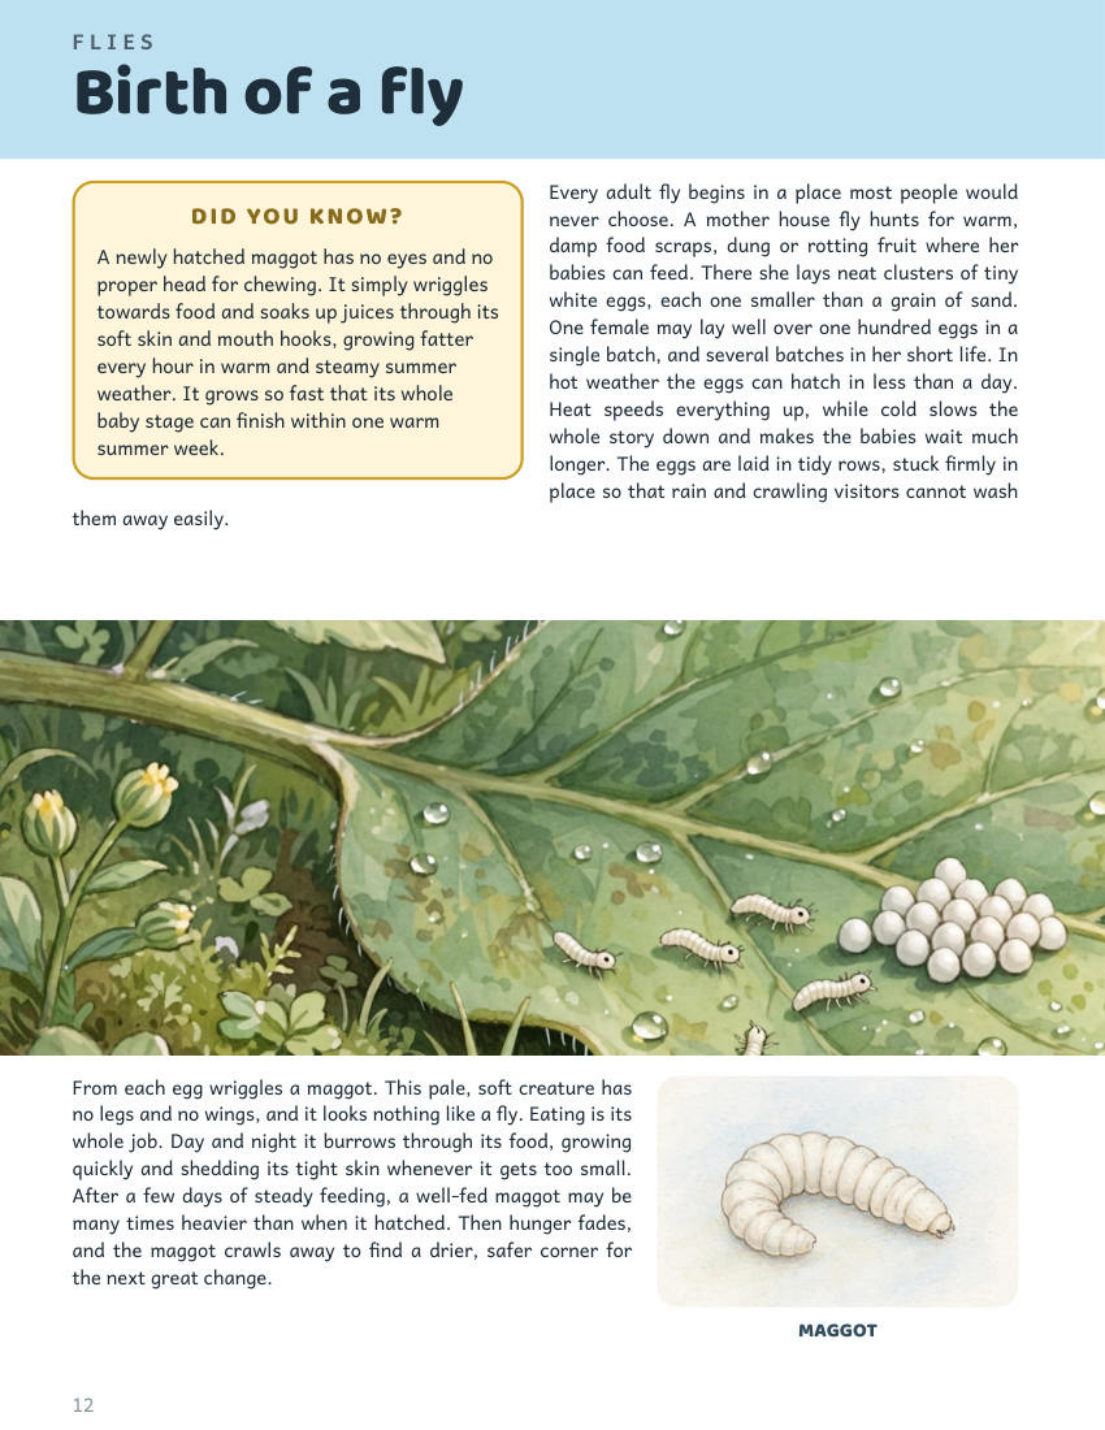 FLIES
Birth of a fly
DID YOU KNOW?
A newly hatched maggot has no eyes and no
proper head for chewing. It simply wriggles
towards food and soaks up juices through its
soft skin and mouth hooks, growing fatter
every hour in warm and steamy summer
weather. It grows so fast that its whole
baby stage can finish within one warm
summer week.
Every adult fly begins in a place most people would
never choose. A mother house fly hunts for warm,
damp food scraps, dung or rotting fruit where her
babies can feed. There she lays neat clusters of tiny
white eggs, each one smaller than a grain of sand.
One female may lay well over one hundred eggs in a
single batch, and several batches in her short life. In
hot weather the eggs can hatch in less than a day.
Heat speeds everything up, while cold slows the
whole story down and makes the babies wait much
longer. The eggs are laid in tidy rows, stuck firmly in
place so that rain and crawling visitors cannot wash
them away easily.
From each egg wriggles a maggot. This pale, soft creature has
no legs and no wings, and it looks nothing like a fly. Eating is its
whole job. Day and night it burrows through its food, growing
quickly and shedding its tight skin whenever it gets too small.
After a few days of steady feeding, a well-fed maggot may be
many times heavier than when it hatched. Then hunger fades,
and the maggot crawls away to find a drier, safer corner for
the next great change.
MAGGOT
12